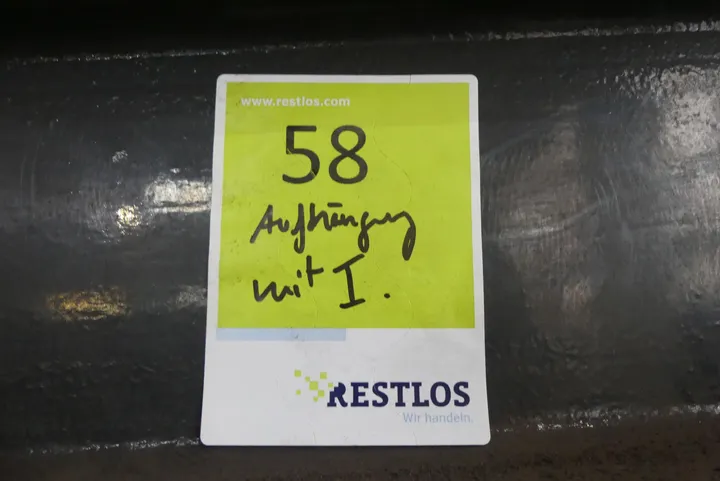 www.restlos.com
58
Aufhängung
mit I.
RESTLOS
Wir handeln.